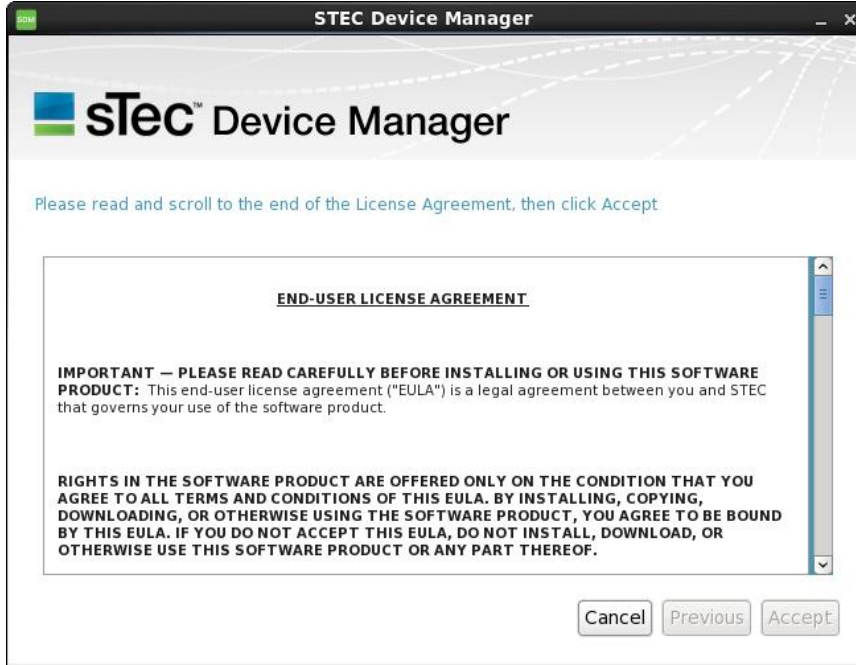 SDM
STEC Device Manager
sTec™ Device Manager
Please read and scroll to the end of the License Agreement, then click Accept
END-USER LICENSE AGREEMENT
IMPORTANT — PLEASE READ CAREFULLY BEFORE INSTALLING OR USING THIS SOFTWARE
PRODUCT: This end-user license agreement ("EULA") is a legal agreement between you and STEC
that governs your use of the software product.
RIGHTS IN THE SOFTWARE PRODUCT ARE OFFERED ONLY ON THE CONDITION THAT YOU
AGREE TO ALL TERMS AND CONDITIONS OF THIS EULA. BY INSTALLING, COPYING,
DOWNLOADING, OR OTHERWISE USING THE SOFTWARE PRODUCT, YOU AGREE TO BE BOUND
BY THIS EULA. IF YOU DO NOT ACCEPT THIS EULA, DO NOT INSTALL, DOWNLOAD, OR
OTHERWISE USE THIS SOFTWARE PRODUCT OR ANY PART THEREOF.
Cancel Previous Accept